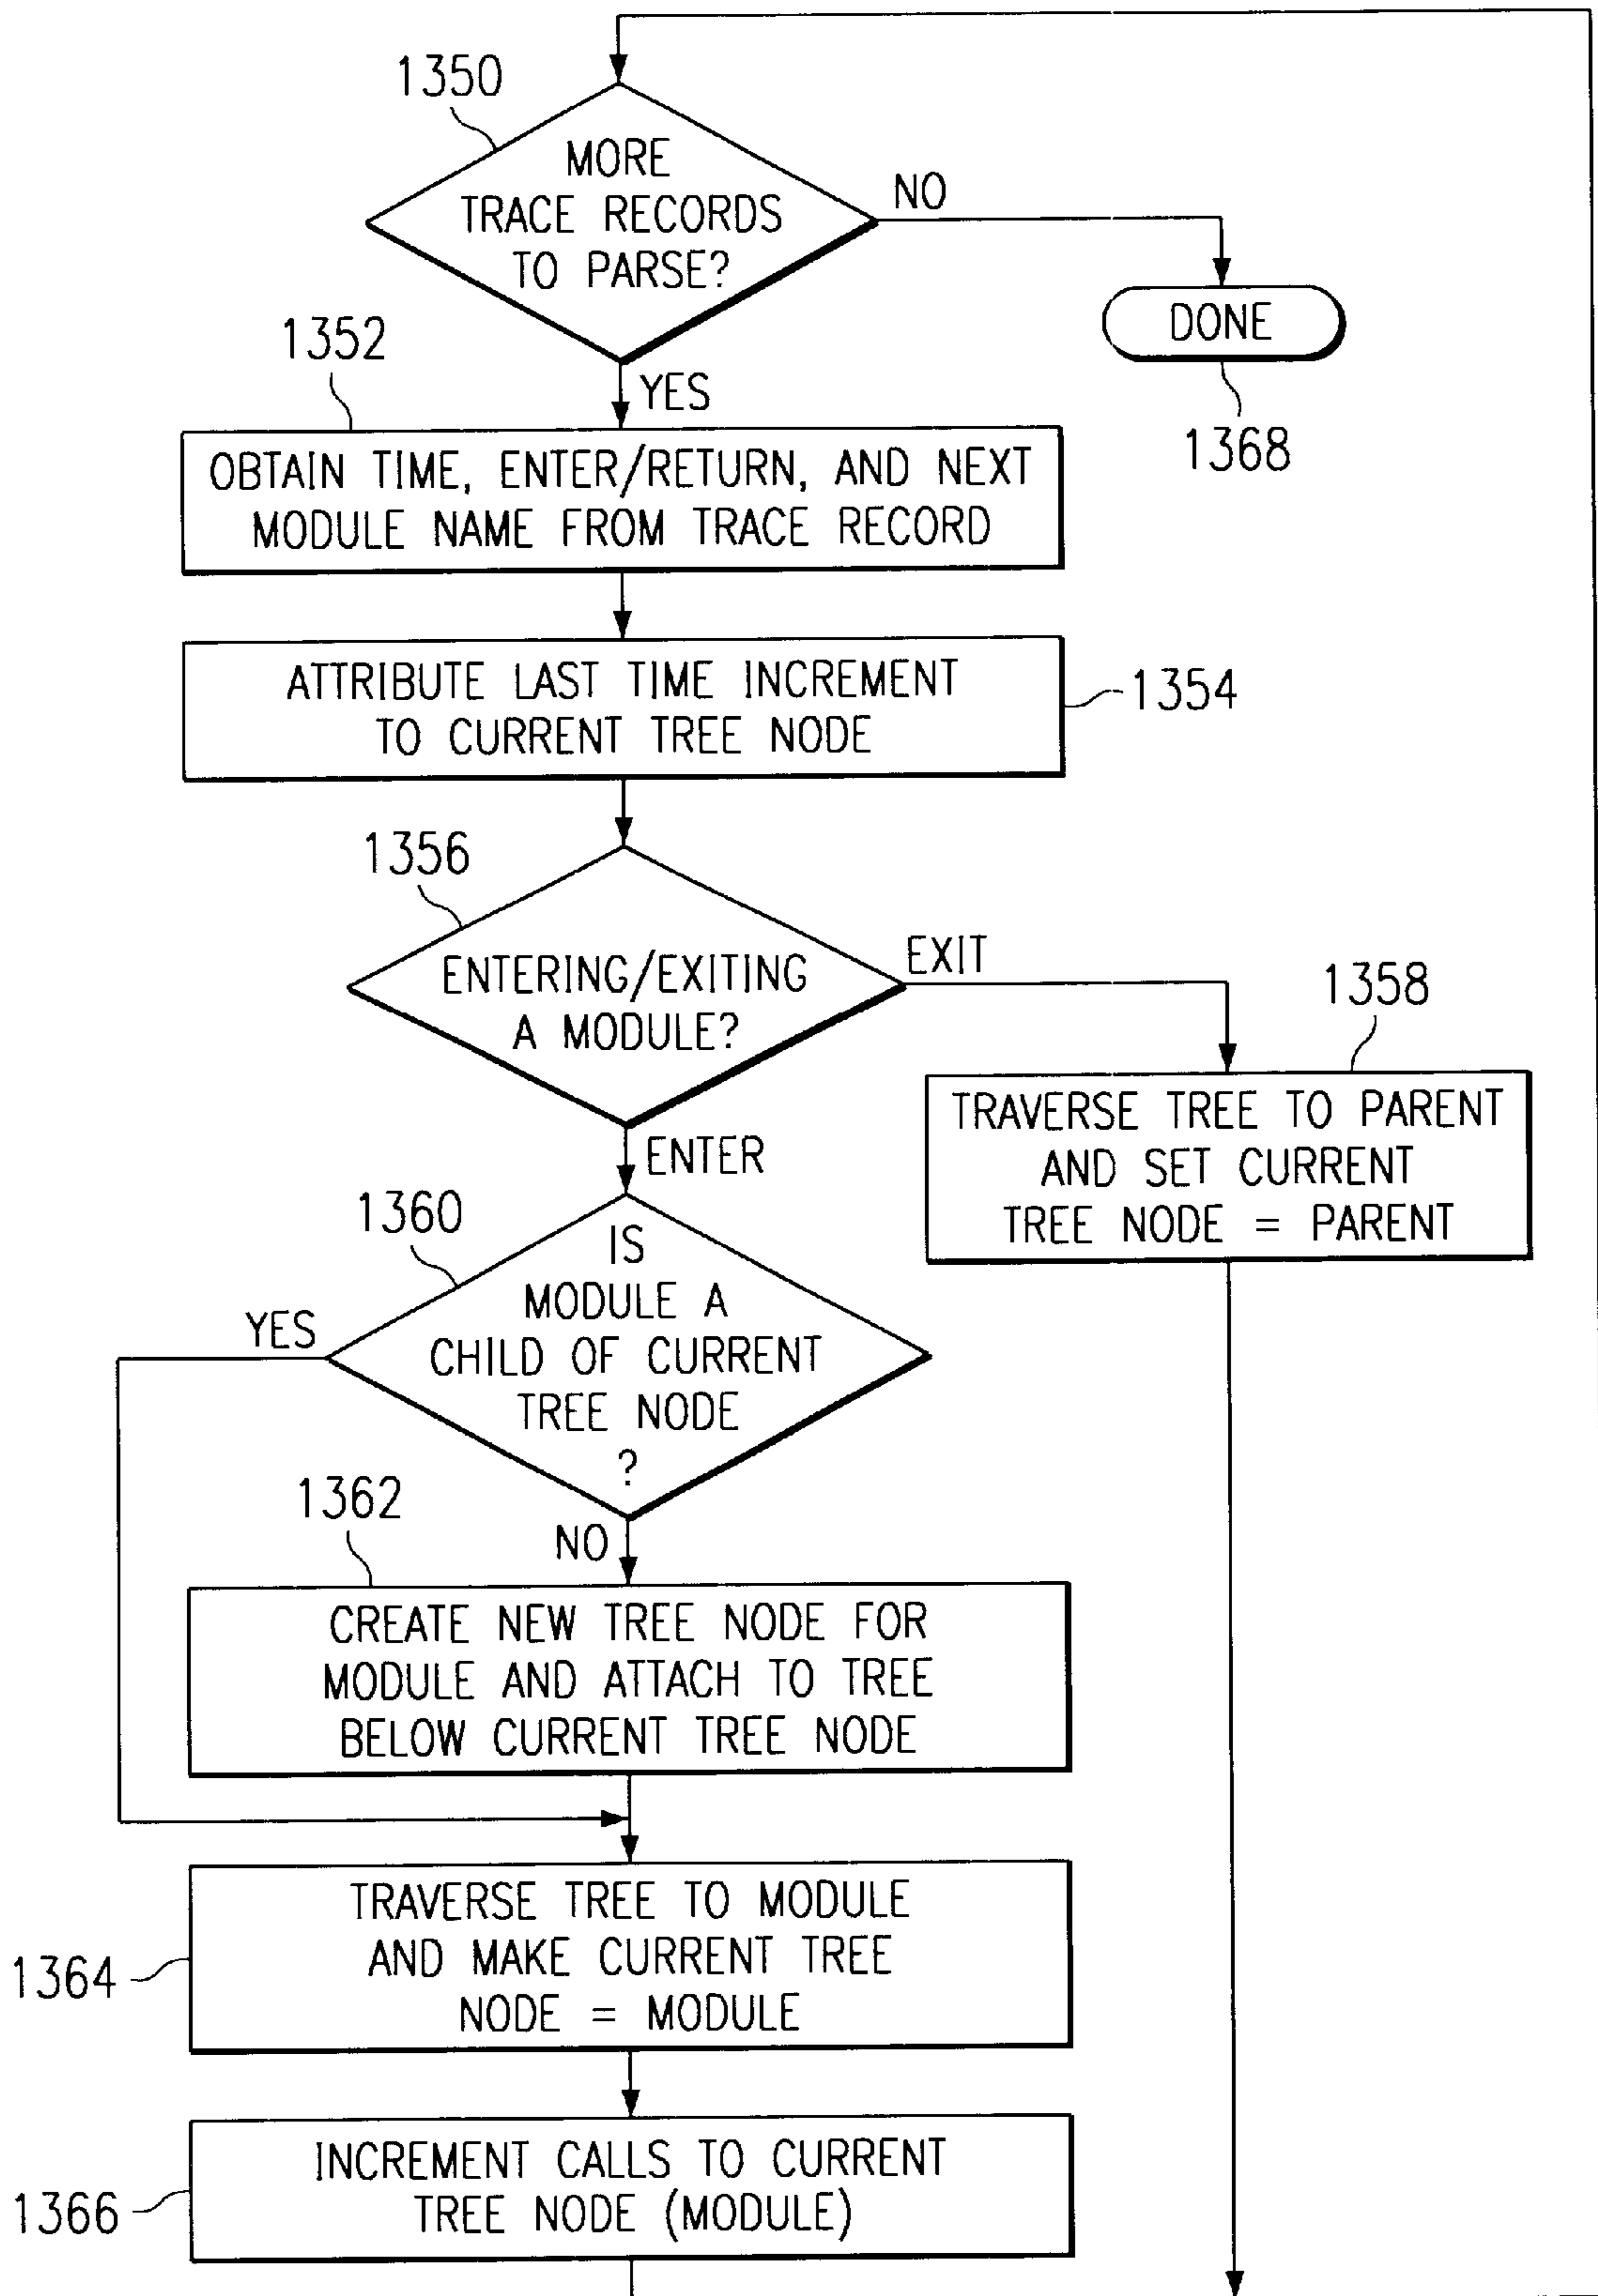 1350
MORE
TRACE RECORDS
TO PARSE?
NO
DONE
1368
YES
1352
OBTAIN TIME, ENTER/RETURN, AND NEXT
MODULE NAME FROM TRACE RECORD
ATTRIBUTE LAST TIME INCREMENT
TO CURRENT TREE NODE
1354
1356
ENTERING/EXITING
A MODULE?
EXIT
1358
TRAVERSE TREE TO PARENT
AND SET CURRENT
TREE NODE = PARENT
ENTER
1360
IS
MODULE A
CHILD OF CURRENT
TREE NODE
?
YES
NO
1362
CREATE NEW TREE NODE FOR
MODULE AND ATTACH TO TREE
BELOW CURRENT TREE NODE
TRAVERSE TREE TO MODULE
AND MAKE CURRENT TREE
NODE = MODULE
1364
INCREMENT CALLS TO CURRENT
TREE NODE (MODULE)
1366